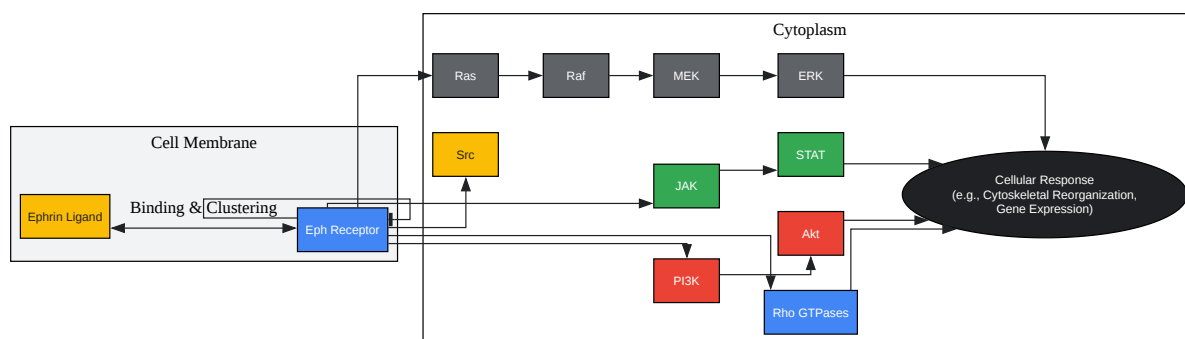 Cytoplasm
Ras
Raf
MEK
ERK
Cell Membrane
Src
STAT
JAK
Cellular Response
(e.g., Cytoskeletal Reorganization,
Gene Expression)
Ephrin Ligand
Binding & Clustering
Eph Receptor
Akt
PI3K
Rho GTPases